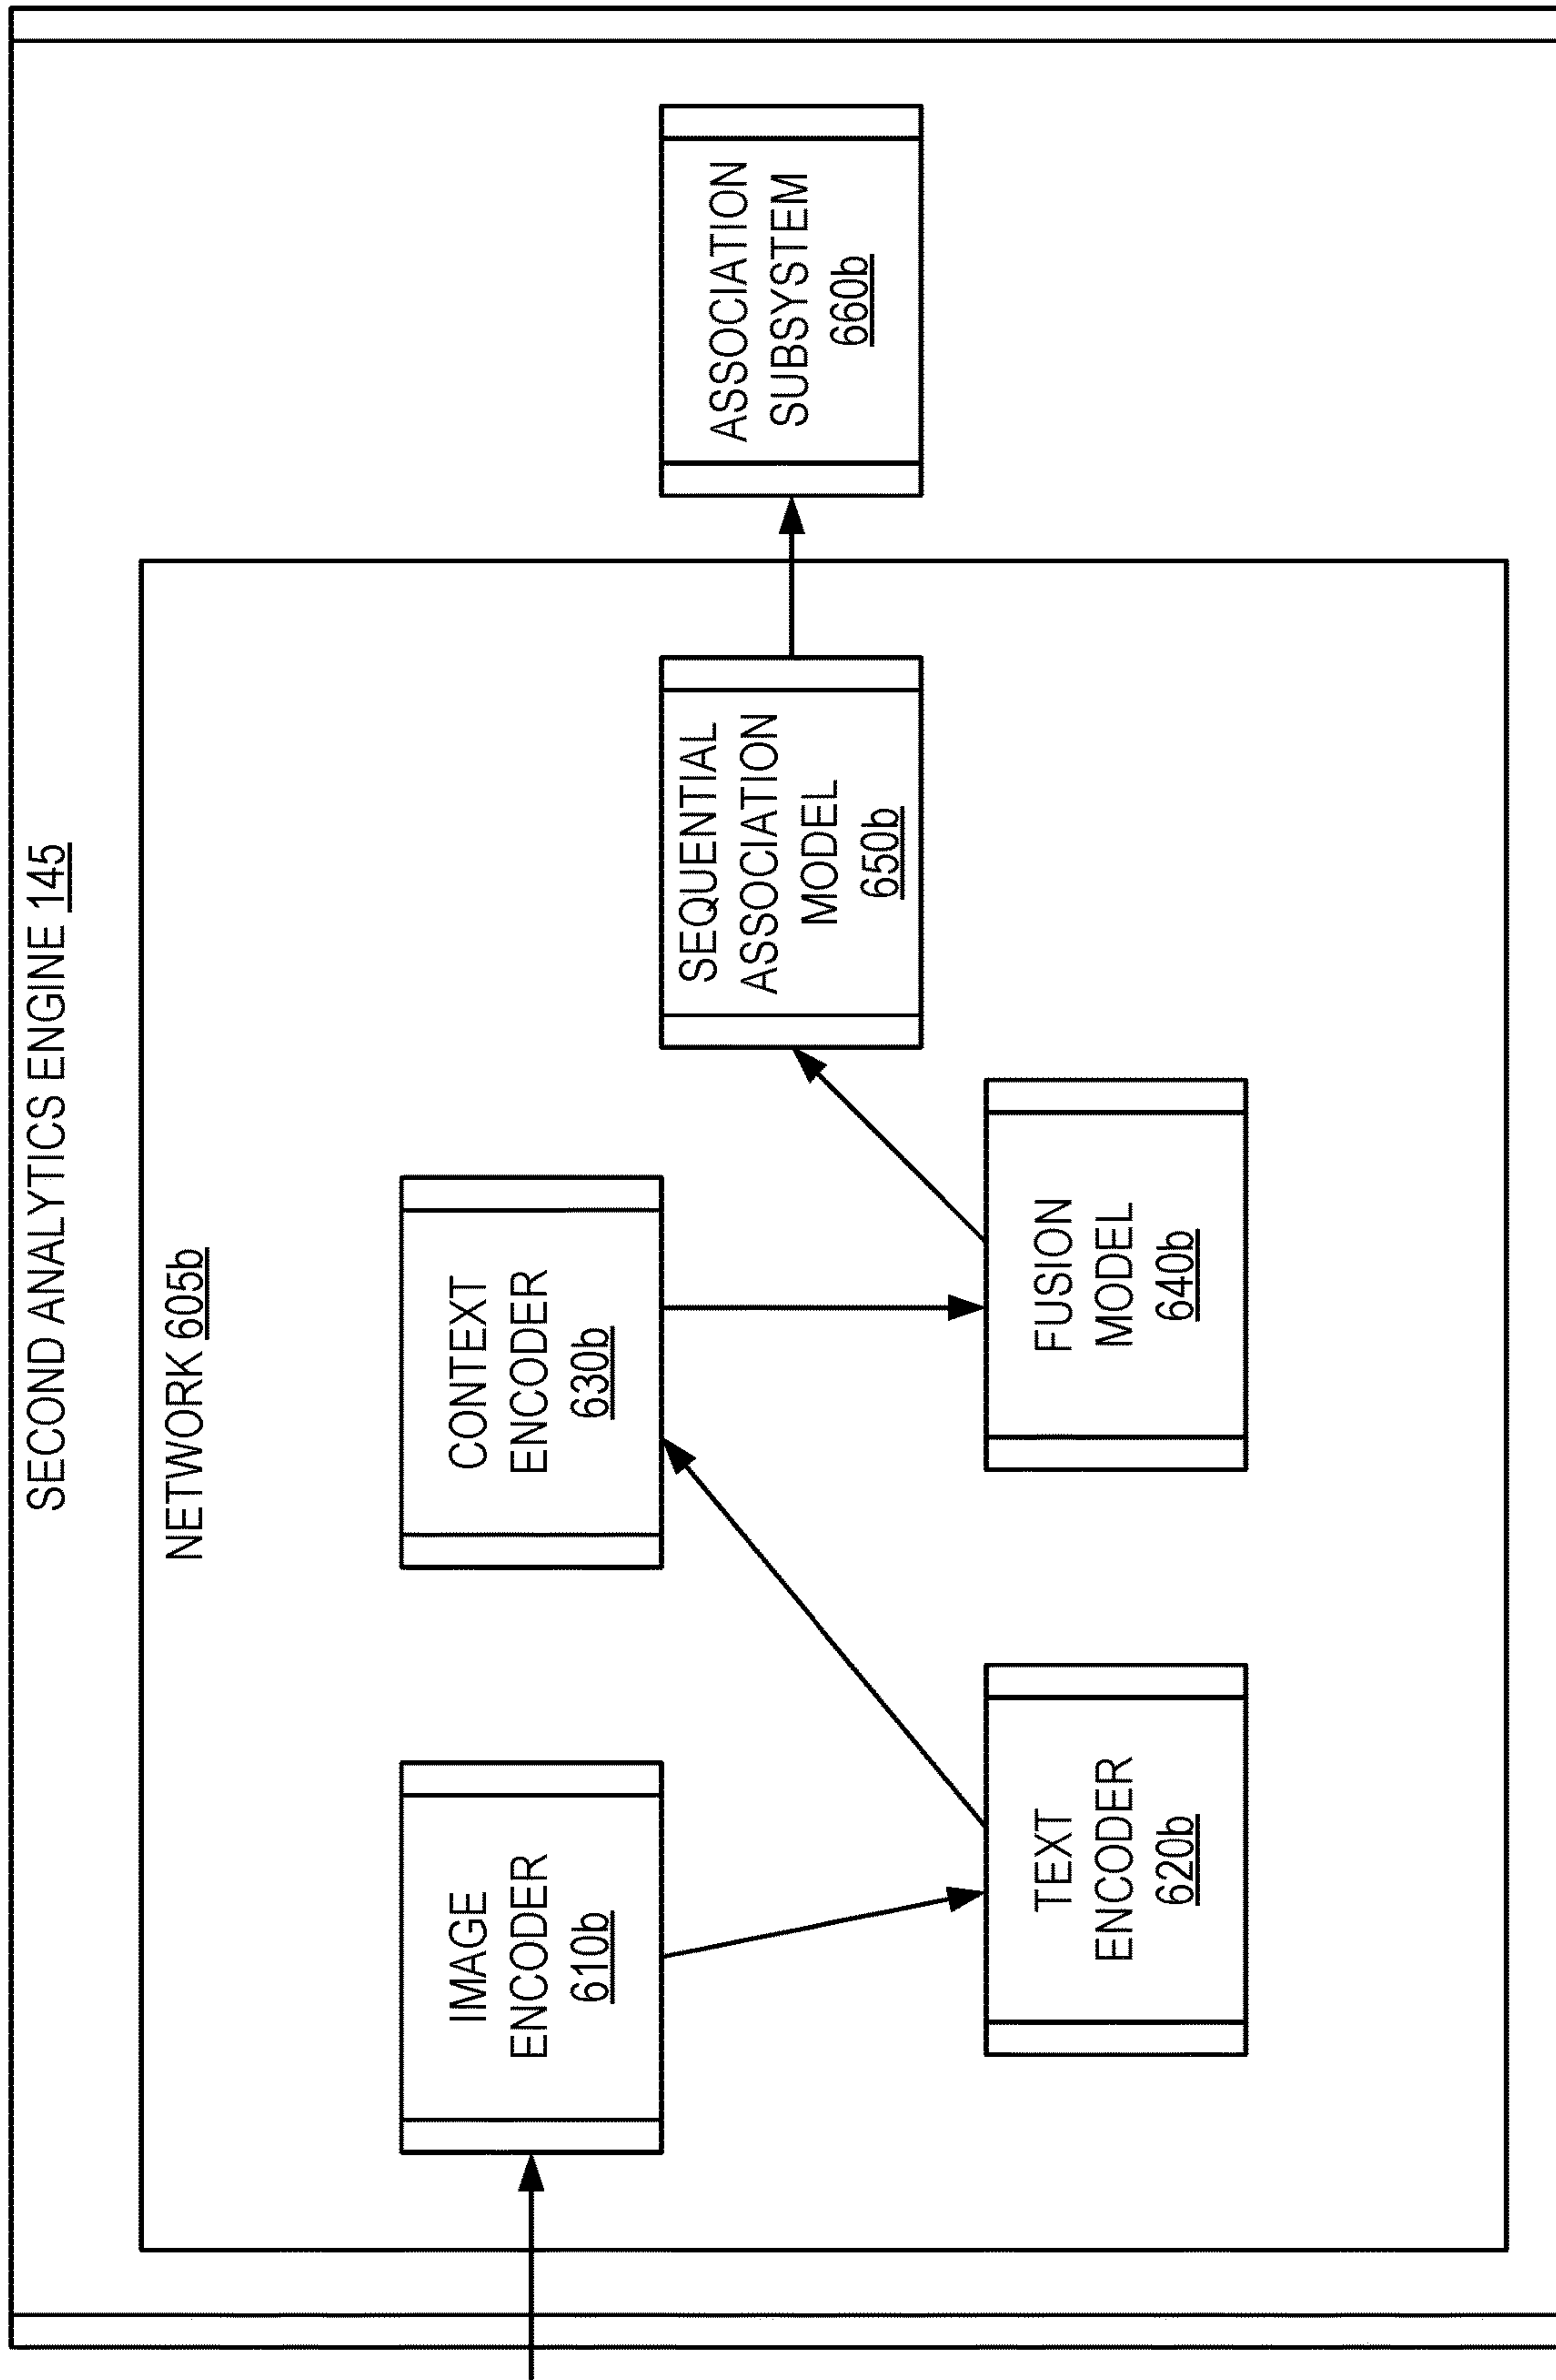 SECOND ANALYTICS ENGINE 145
NETWORK 605b
IMAGE
ENCODER
610b
TEXT
ENCODER
620b
CONTEXT
ENCODER
630b
FUSION
MODEL
640b
SEQUENTIAL
ASSOCIATION
MODEL
650b
ASSOCIATION
SUBSYSTEM
660b